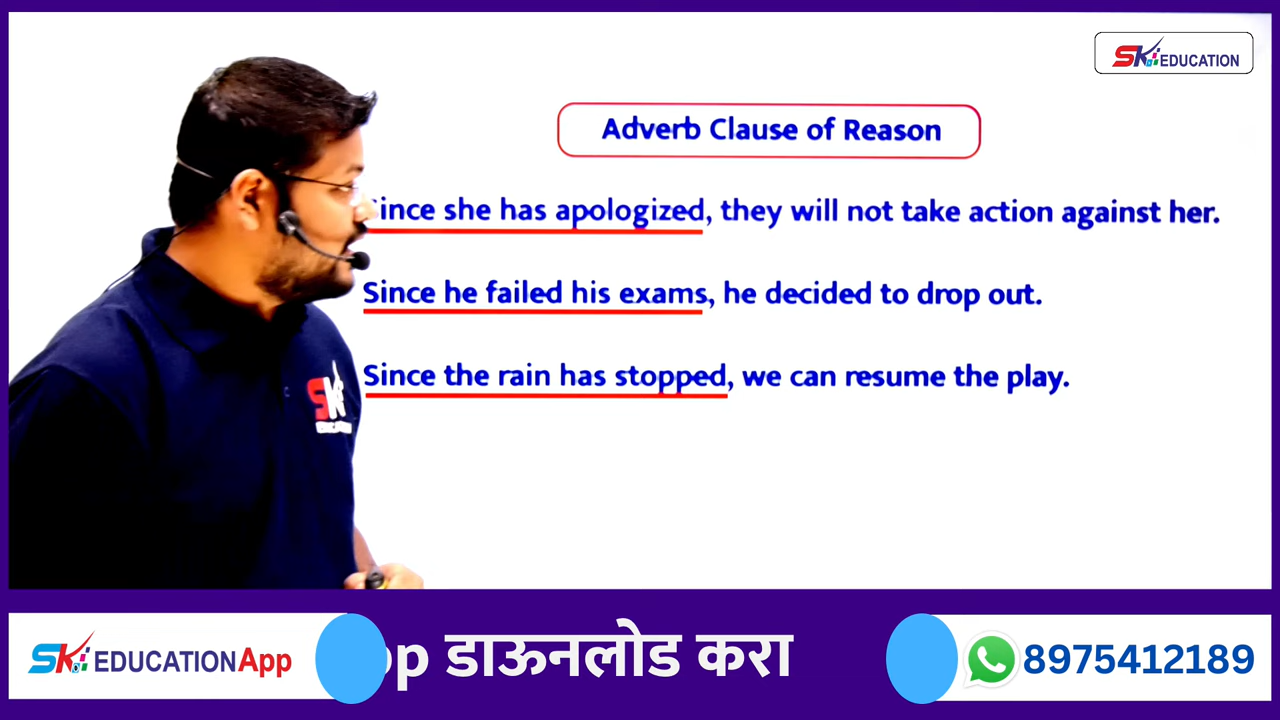 SK EDUCATION
Adverb Clause of Reason
she has apologized, they will not take action against her.
Since he failed his exams, he decided to drop out.
Since the rain has stopped, we can resume the play.
SK
EDUCATION
SK EDUCATION App
डाऊनलोड करा
8975412189